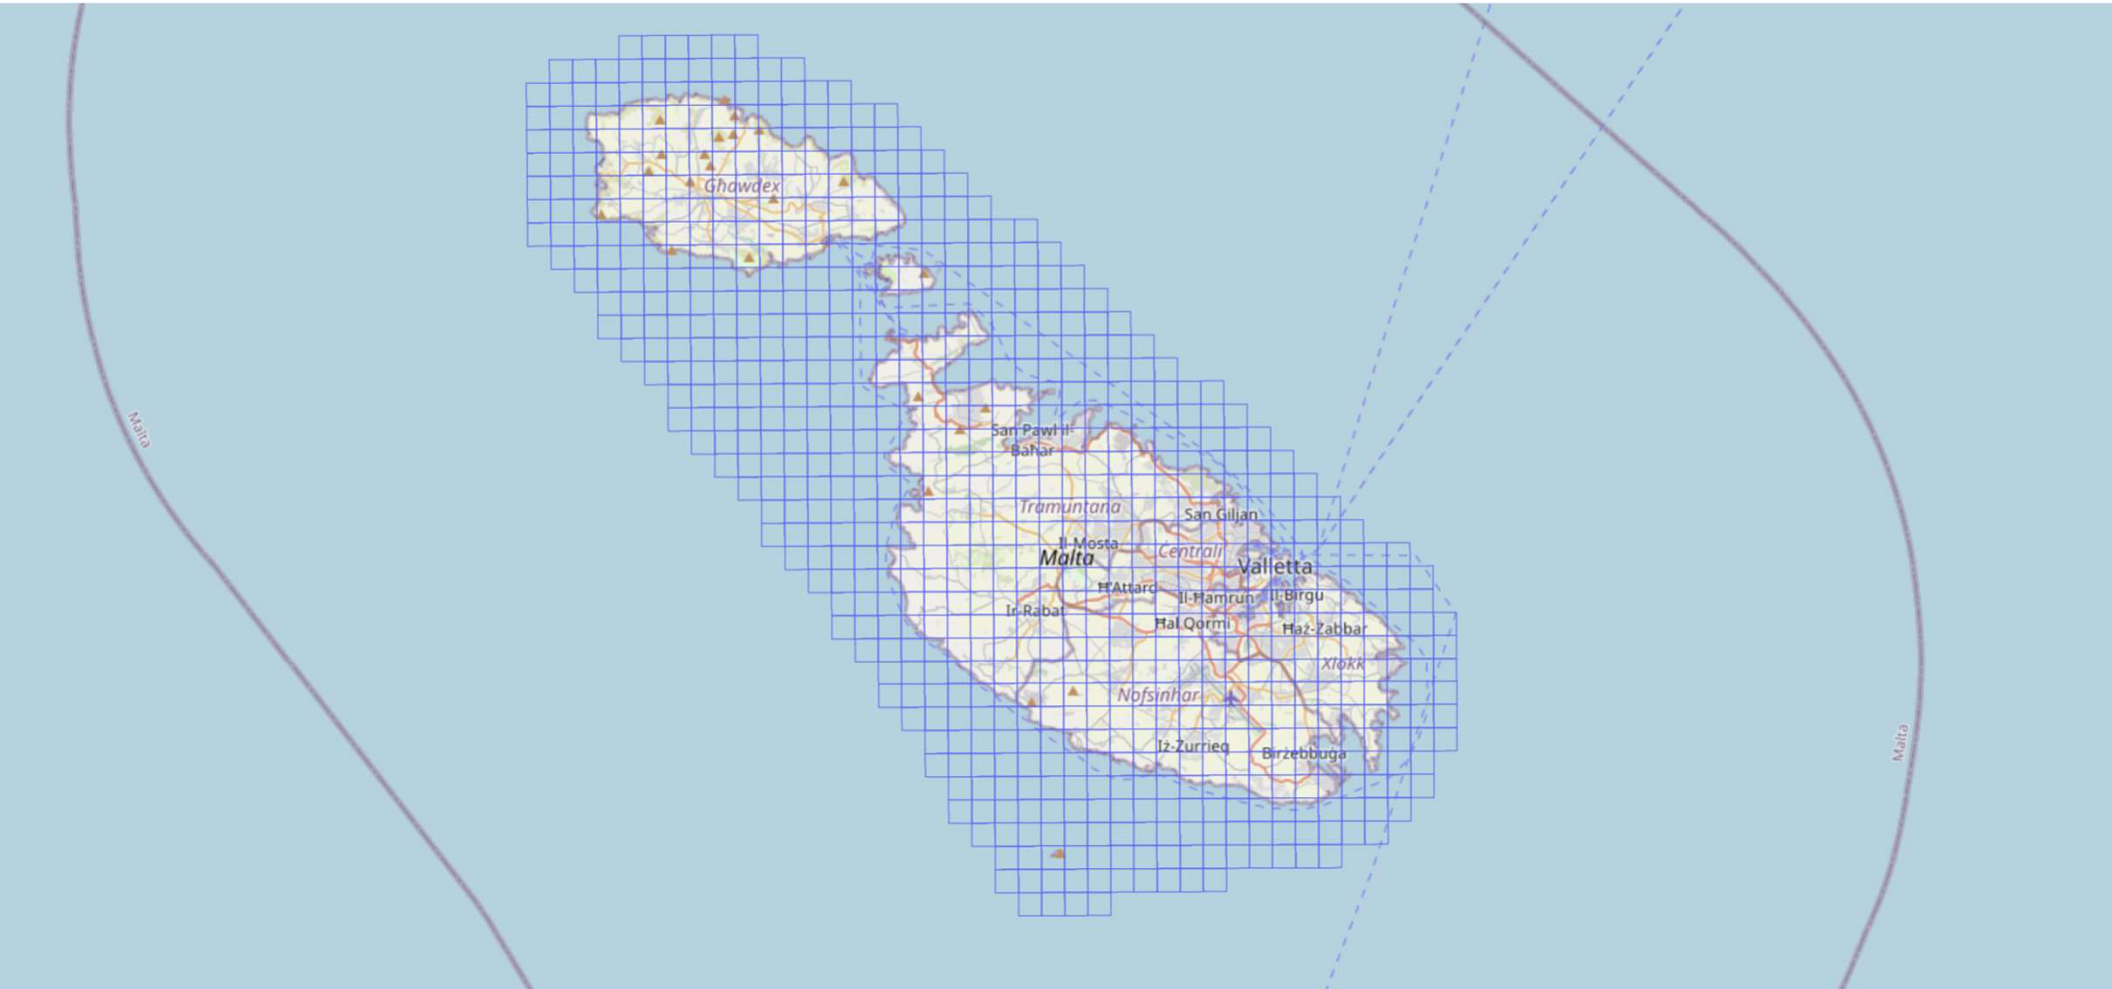 Għawdex
Malta
San Pawl il-
Baħar
Tramuntana
San Ġiljan
Il-Mosta
Malta
Ċentrali
Valletta
Ħ'Attard
Il-Ħamrun
Il-Birgu
Ir-Rabat
Ħal Qormi
Ħaż-Żabbar
Xlokk
Nofsinhar
Iż-Żurrieq
Birżebbuġa
Malta